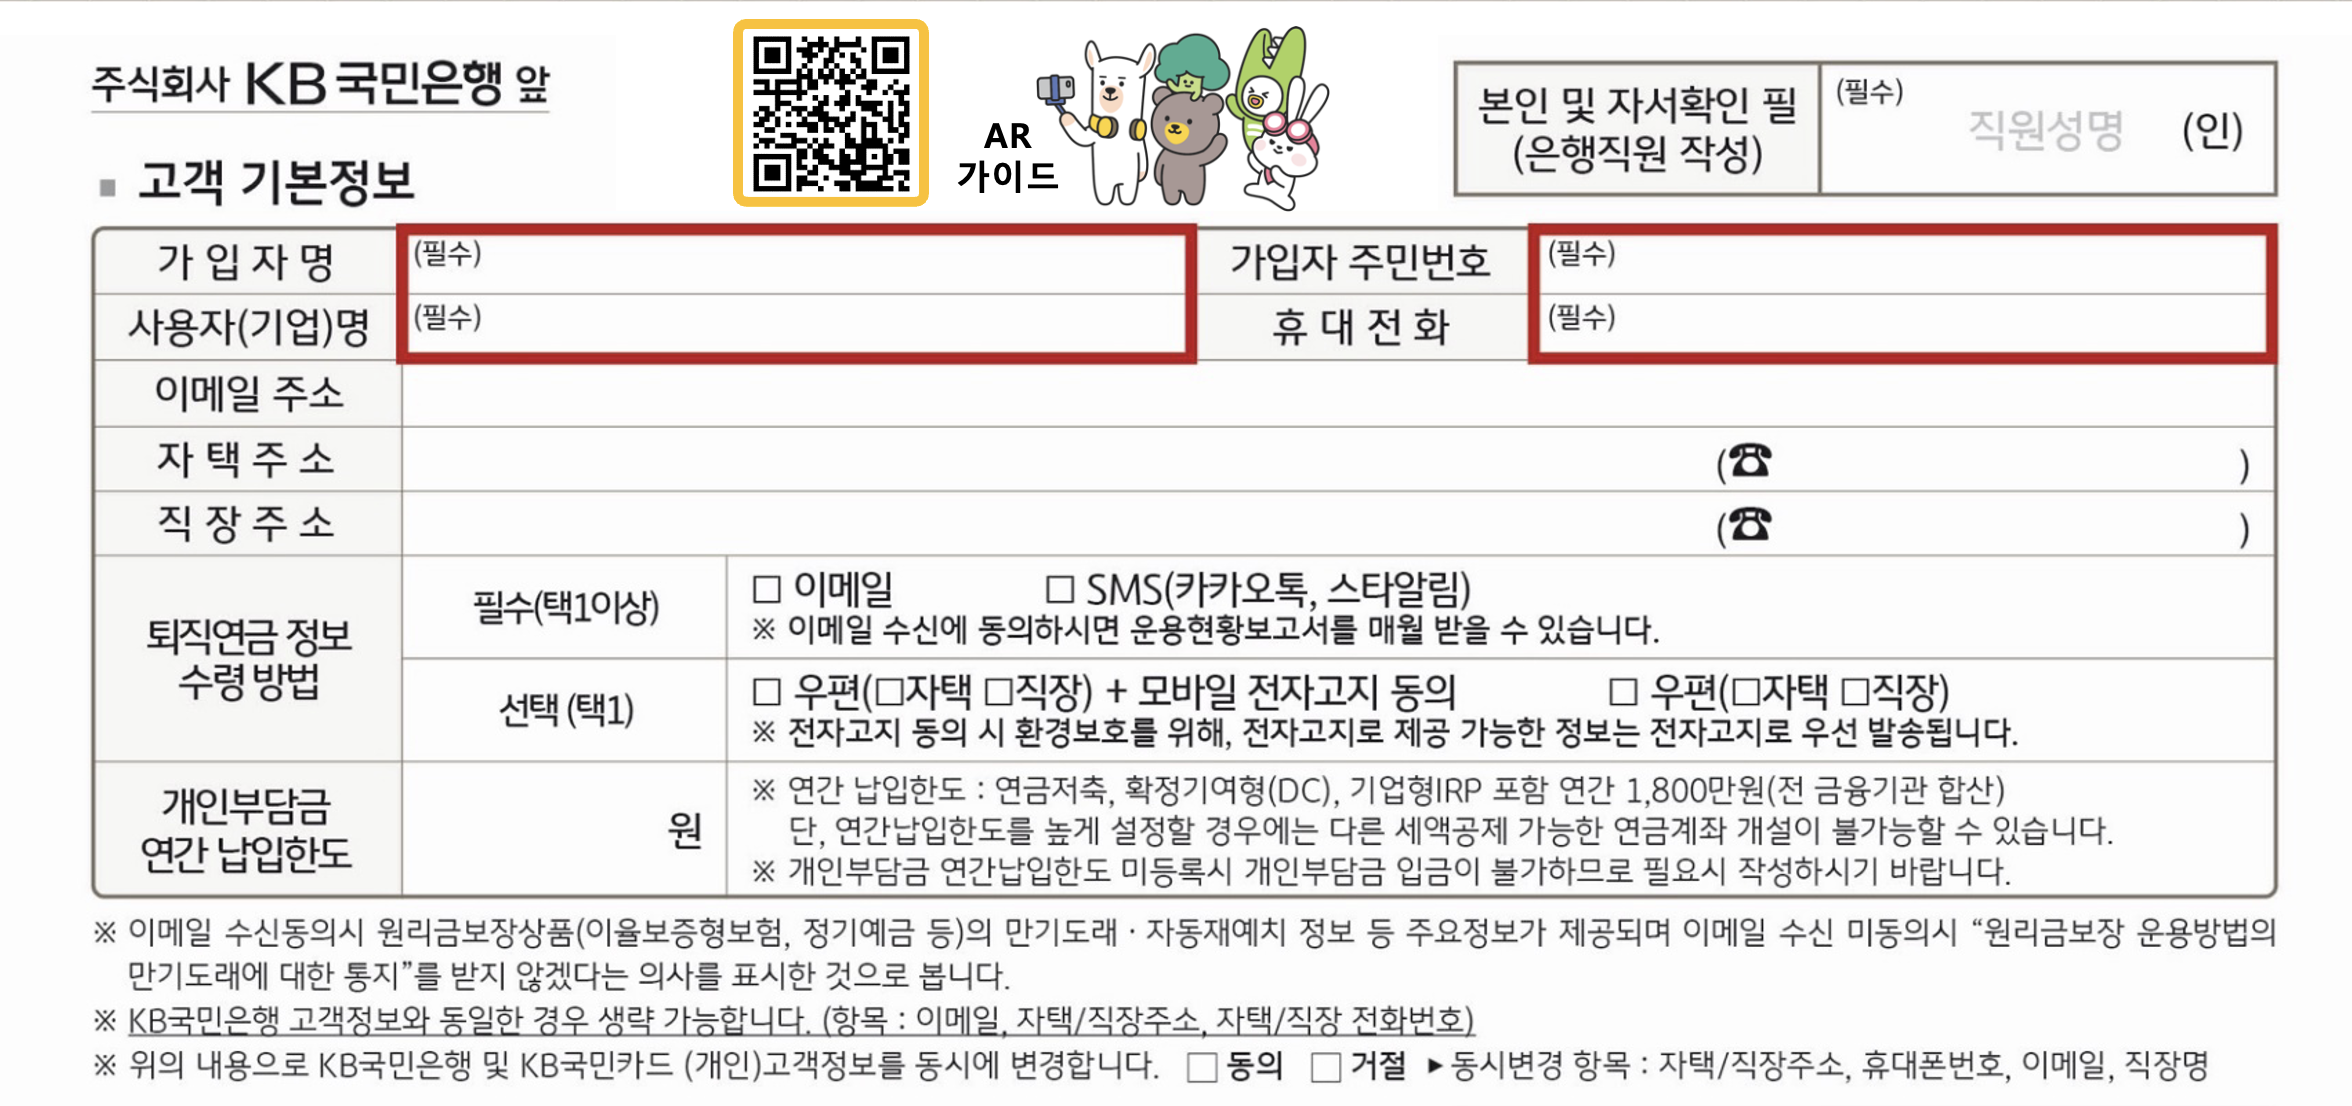 주식회사 KB국민은행 앞
AR
가이드
본인 및 자서확인 필
(은행직원 작성)
(필수)
직원성명 (인)
▪ 고객 기본정보
가 입 자 명 (필수) 가입자 주민번호 (필수)
사용자(기업)명 (필수) 휴 대 전 화 (필수)
이메일 주소
자 택 주 소 (☎ )
직 장 주 소 (☎ )
퇴직연금 정보
수령 방법
필수(택1이상)
□ 이메일 □ SMS(카카오톡, 스타알림)
※ 이메일 수신에 동의하시면 운용현황보고서를 매월 받을 수 있습니다.
선택 (택1)
□ 우편(□자택 □직장) + 모바일 전자고지 동의 □ 우편(□자택 □직장)
※ 전자고지 동의 시 환경보호를 위해, 전자고지로 제공 가능한 정보는 전자고지로 우선 발송됩니다.
개인부담금
연간 납입한도
원
※ 연간 납입한도 : 연금저축, 확정기여형(DC), 기업형IRP 포함 연간 1,800만원(전 금융기관 합산)
단, 연간납입한도를 높게 설정할 경우에는 다른 세액공제 가능한 연금계좌 개설이 불가능할 수 있습니다.
※ 개인부담금 연간납입한도 미등록시 개인부담금 입금이 불가하므로 필요시 작성하시기 바랍니다.
※ 이메일 수신동의시 원리금보장상품(이율보증형보험, 정기예금 등)의 만기도래 · 자동재예치 정보 등 주요정보가 제공되며 이메일 수신 미동의시 “원리금보장 운용방법의
만기도래에 대한 통지”를 받지 않겠다는 의사를 표시한 것으로 봅니다.
※ KB국민은행 고객정보와 동일한 경우 생략 가능합니다. (항목 : 이메일, 자택/직장주소, 자택/직장 전화번호)
※ 위의 내용으로 KB국민은행 및 KB국민카드 (개인)고객정보를 동시에 변경합니다. □ 동의 □ 거절 ▶동시변경 항목 : 자택/직장주소, 휴대폰번호, 이메일, 직장명